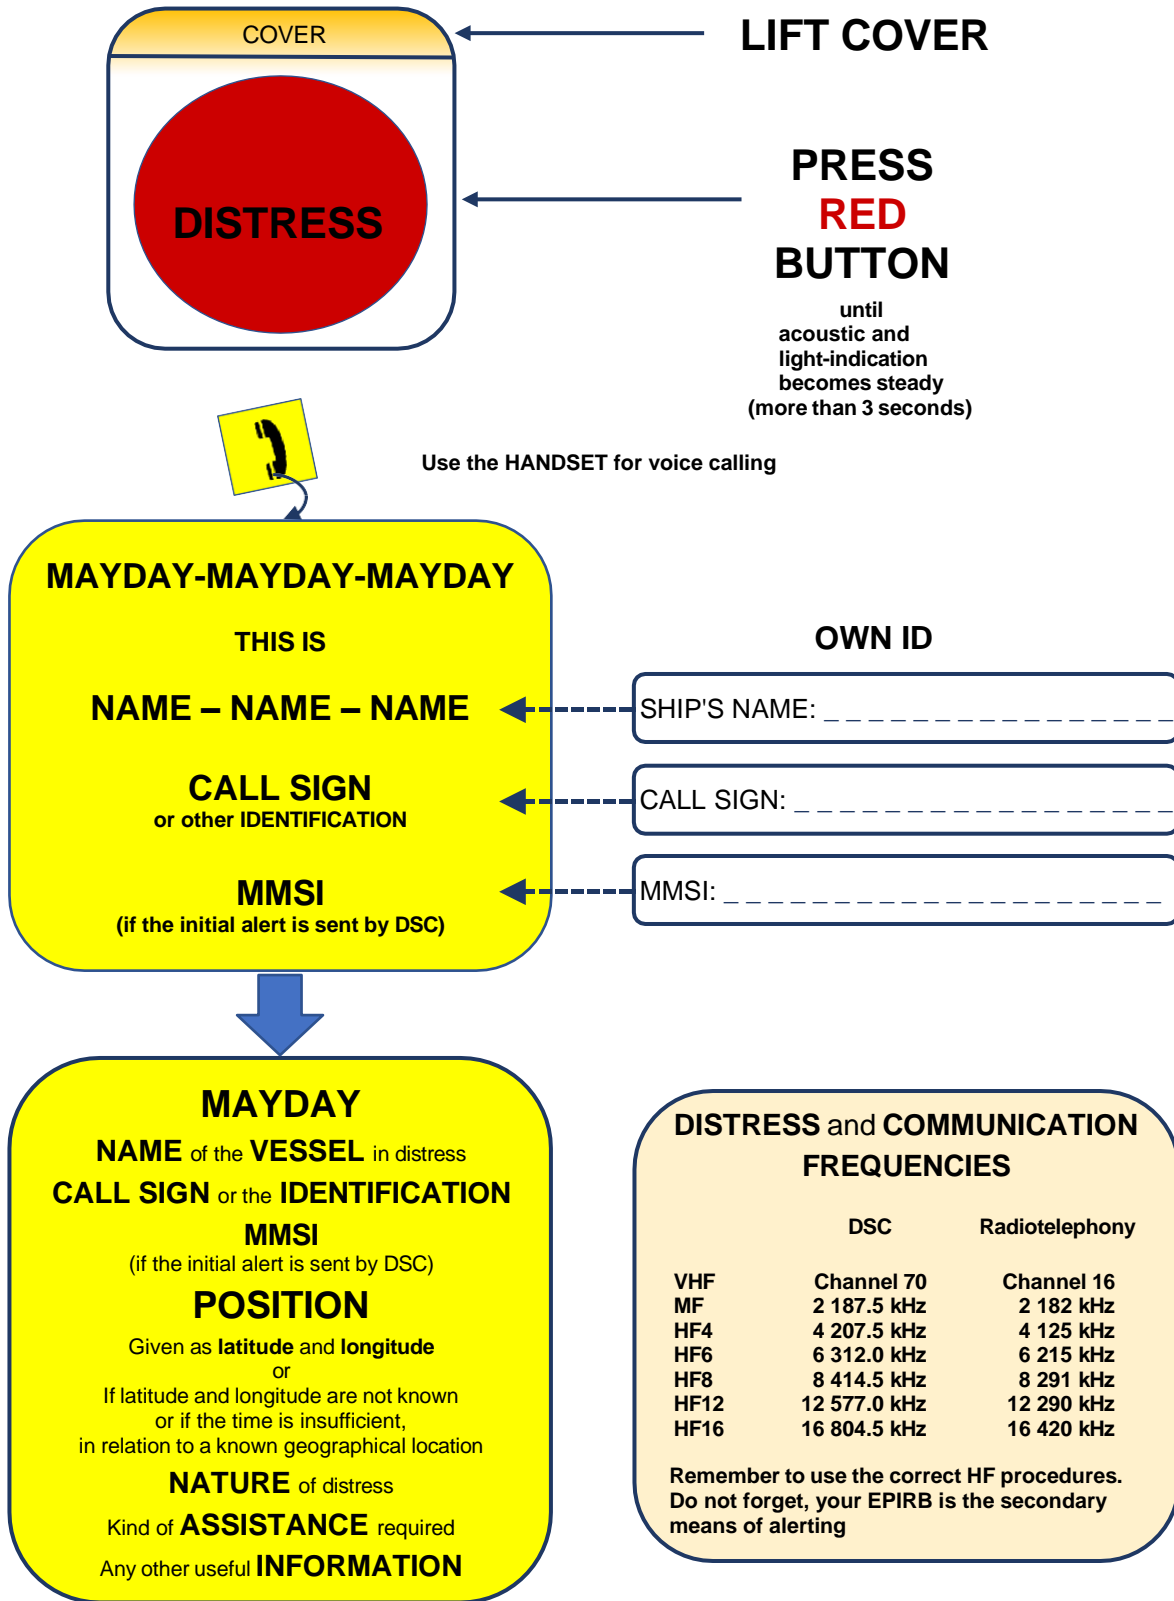 COVER
LIFT COVER
DISTRESS
PRESS
RED
BUTTON
until
acoustic and
light-indication
becomes steady
(more than 3 seconds)
Use the HANDSET for voice calling
MAYDAY-MAYDAY-MAYDAY
THIS IS
NAME – NAME – NAME
CALL SIGN
or other IDENTIFICATION
MMSI
(if the initial alert is sent by DSC)
OWN ID
SHIP'S NAME: _ _ _ _ _ _ _ _ _ _ _ _ _ _ _ _
CALL SIGN: _ _ _ _ _ _ _ _ _ _ _ _ _ _ _ _ _ _
MMSI: _ _ _ _ _ _ _ _ _ _ _ _ _ _ _ _ _ _ _ _ _
MAYDAY
NAME of the VESSEL in distress
CALL SIGN or the IDENTIFICATION
MMSI
(if the initial alert is sent by DSC)
POSITION
Given as latitude and longitude
or
If latitude and longitude are not known
or if the time is insufficient,
in relation to a known geographical location
NATURE of distress
Kind of ASSISTANCE required
Any other useful INFORMATION
DISTRESS and COMMUNICATION
FREQUENCIES
DSC Radiotelephony
VHF Channel 70 Channel 16
MF 2 187.5 kHz 2 182 kHz
HF4 4 207.5 kHz 4 125 kHz
HF6 6 312.0 kHz 6 215 kHz
HF8 8 414.5 kHz 8 291 kHz
HF12 12 577.0 kHz 12 290 kHz
HF16 16 804.5 kHz 16 420 kHz
Remember to use the correct HF procedures.
Do not forget, your EPIRB is the secondary
means of alerting